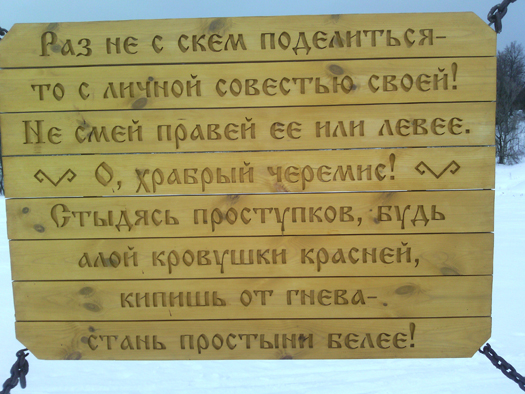 Раз не с скем поделиться-
то с личной совестью своей!
Не смей правей ее или левее.
О, храбрый черемис!
Стыдясь проступков, будь
алой кровушки красней,
кипишь от гнева-
стань простыни белее!